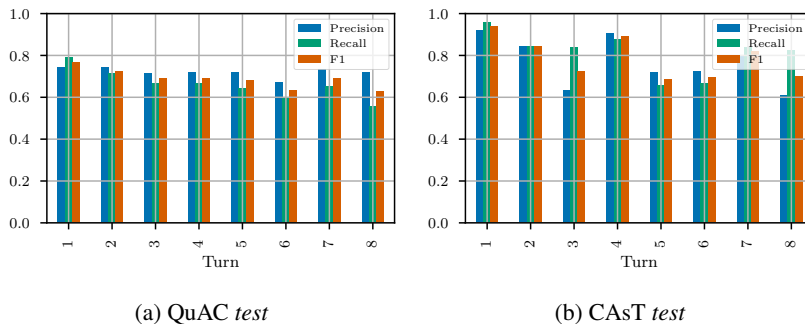 1.0
0.8
0.6
0.4
0.2
0.0
Precision
Recall
F1
1 2 3 4 5 6 7 8
Turn
(a) QuAC test
1.0
0.8
0.6
0.4
0.2
0.0
Precision
Recall
F1
1 2 3 4 5 6 7 8
Turn
(b) CAsT test